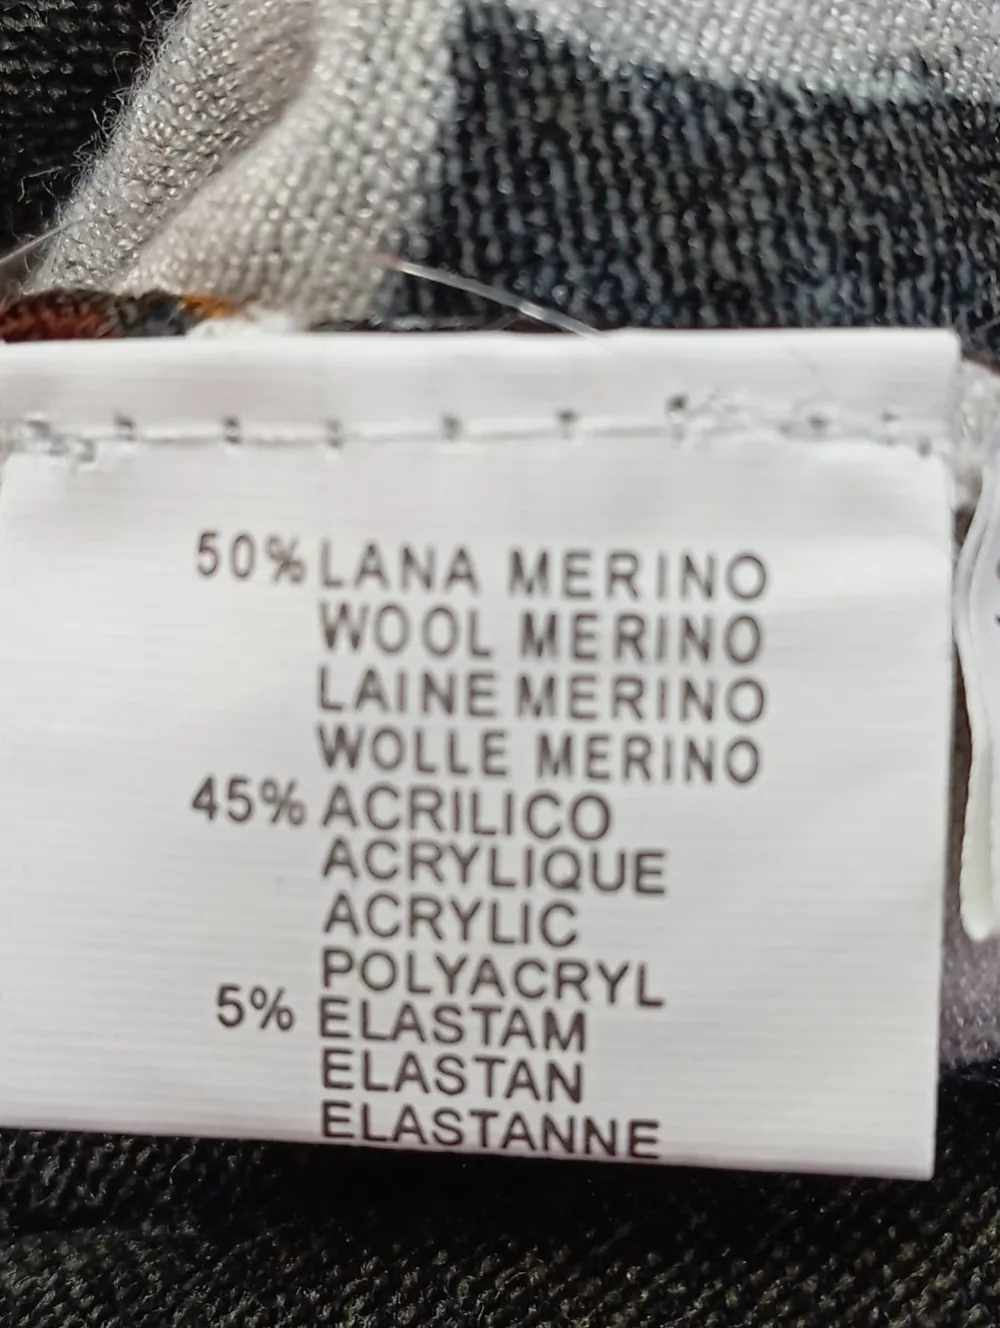 50% LANA MERINO
WOOL MERINO
LAINE MERINO
WOLLE MERINO
45% ACRILICO
ACRYLIQUE
ACRYLIC
POLYACRYL
5% ELASTAM
ELASTAN
ELASTANNE